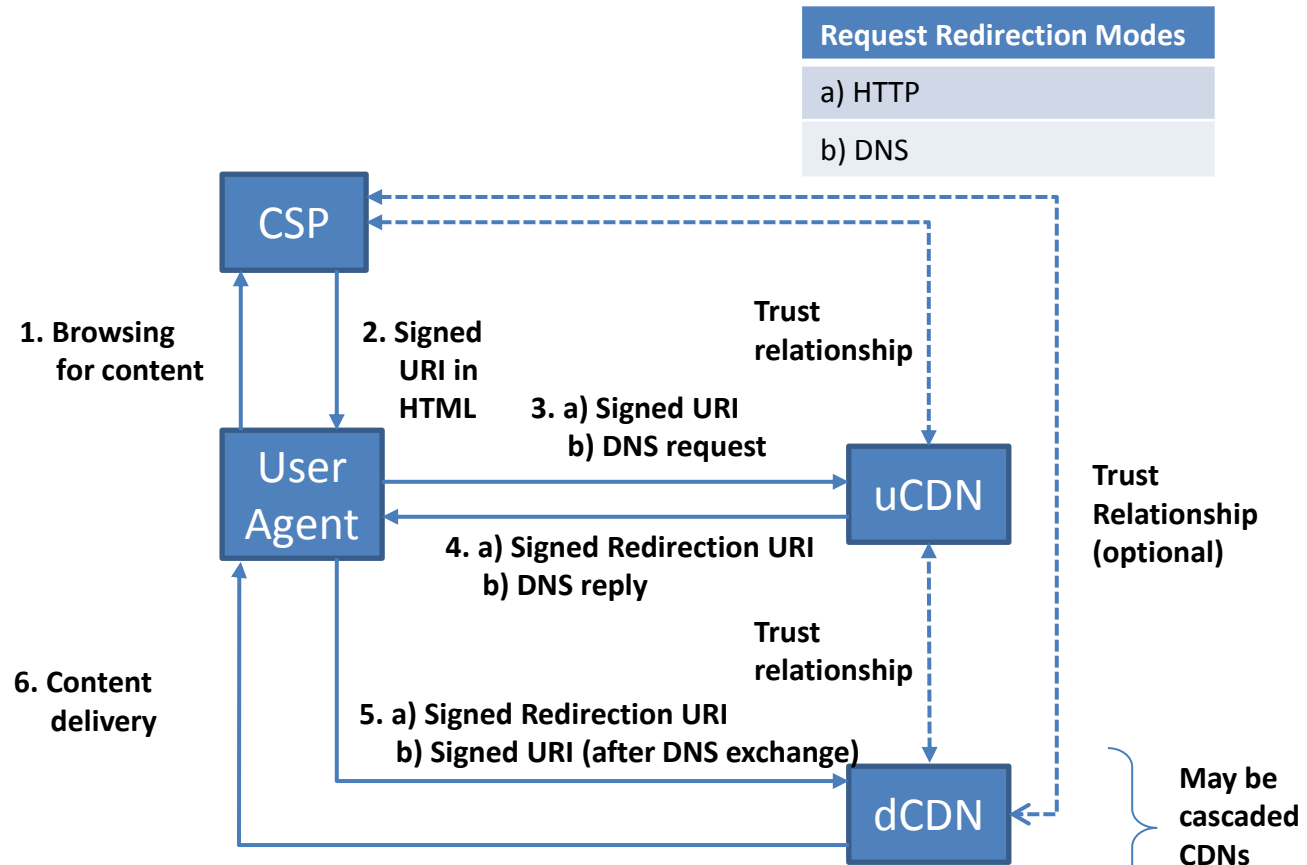 Request Redirection Modes
a) HTTP
b) DNS
CSP
1. Browsing
for content
2. Signed
URI in
HTML
Trust
relationship
3. a) Signed URI
b) DNS request
User
Agent
uCDN
Trust
Relationship
(optional)
4. a) Signed Redirection URI
b) DNS reply
Trust
relationship
6. Content
delivery
5. a) Signed Redirection URI
b) Signed URI (after DNS exchange)
dCDN
May be
cascaded
CDNs